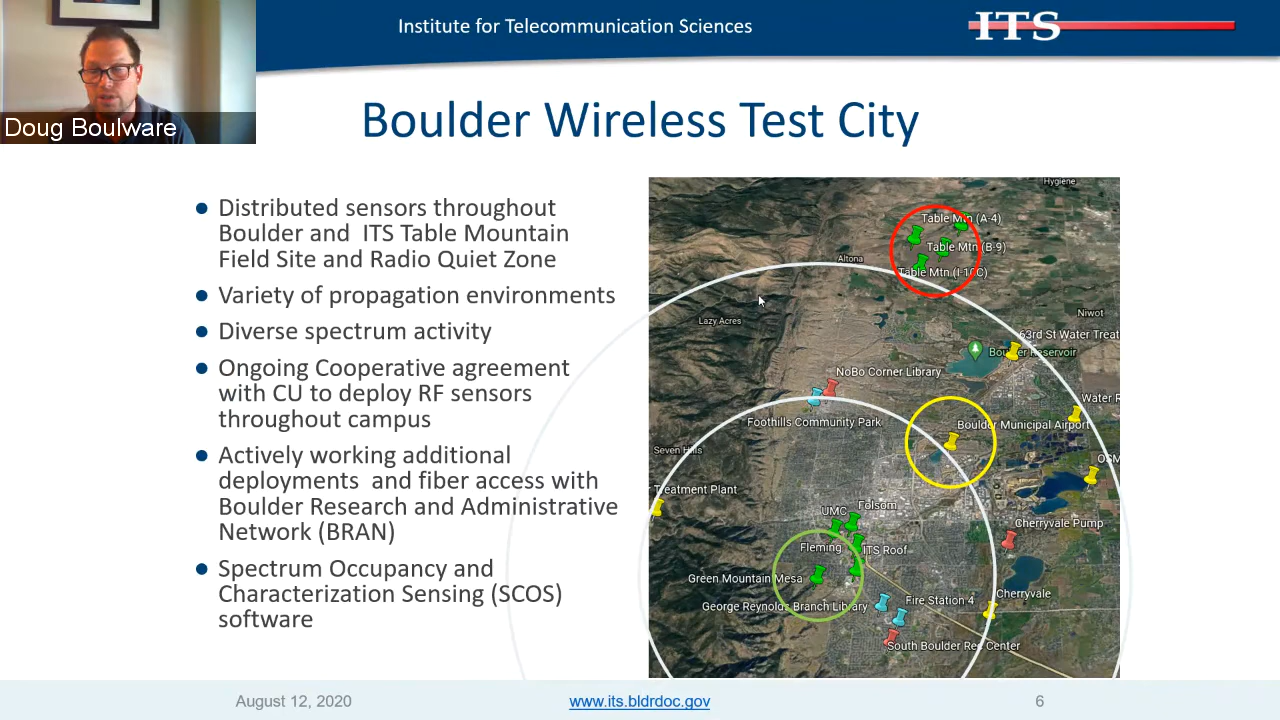 Institute for Telecommunication Sciences
ITS
Doug Boulware
Boulder Wireless Test City
Distributed sensors throughout
Boulder and ITS Table Mountain
Field Site and Radio Quiet Zone
Variety of propagation environments
Diverse spectrum activity
Ongoing Cooperative agreement
with CU to deploy RF sensors
throughout campus
Actively working additional
deployments and fiber access with
Boulder Research and Administrative
Network (BRAN)
Spectrum Occupancy and
Characterization Sensing (SCOS)
software
Hygiene
Table Mtn (A-4)
Table Mtn (B-9)
Altona
Table Mtn (I-16C)
Niwot
Lazy Acres
63rd St Water Treat
Boulder Reservoir
NoBo Corner Library
Water
Foothills Community Park
Boulder Municipal Airport
Seven Hills
OSM
Treatment Plant
Folsom
UMC
Cherryvale Pump
Fleming
ITS Roof
Green Mountain Mesa
Cherryvale
George Reynolds Branch Library
Fire Station 4
South Boulder Rec Center
August 12, 2020
www.its.bldrdoc.gov
6